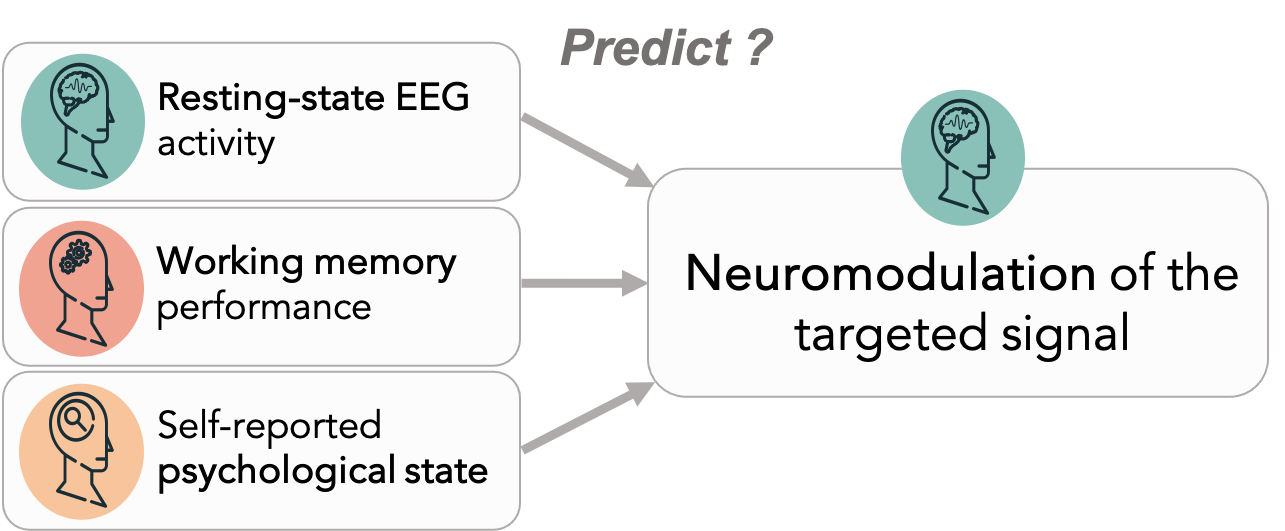 Predict ?
Resting-state EEG
activity
Working memory
performance
Self-reported
psychological state
Neuromodulation of the
targeted signal